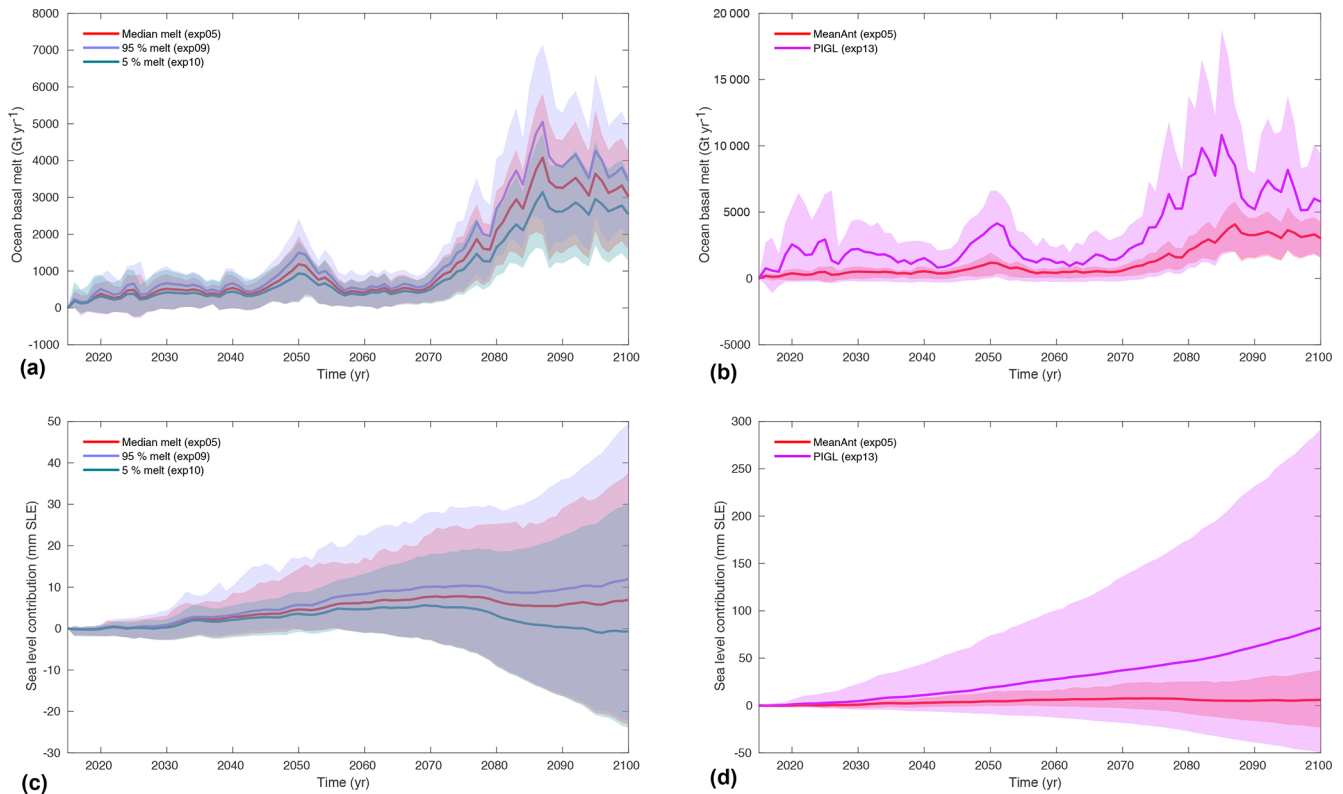 8000
7000
6000
5000
4000
3000
2000
1000
0
-1000
Ocean basal melt (Gt yr-1)
Median melt (exp05)
95 % melt (exp09)
5 % melt (exp10)
2020 2030 2040 2050 2060 2070 2080 2090 2100
Time (yr)
(a)
20 000
15 000
10 000
5000
0
-5000
Ocean basal melt (Gt yr-1)
MeanAnt (exp05)
PIGL (exp13)
2020 2030 2040 2050 2060 2070 2080 2090 2100
Time (yr)
(b)
50
40
30
20
10
0
-10
-20
-30
Sea level contribution (mm SLE)
Median melt (exp05)
95 % melt (exp09)
5 % melt (exp10)
2020 2030 2040 2050 2060 2070 2080 2090 2100
Time (yr)
(c)
300
250
200
150
100
50
0
-50
Sea level contribution (mm SLE)
MeanAnt (exp05)
PIGL (exp13)
2020 2030 2040 2050 2060 2070 2080 2090 2100
Time (yr)
(d)